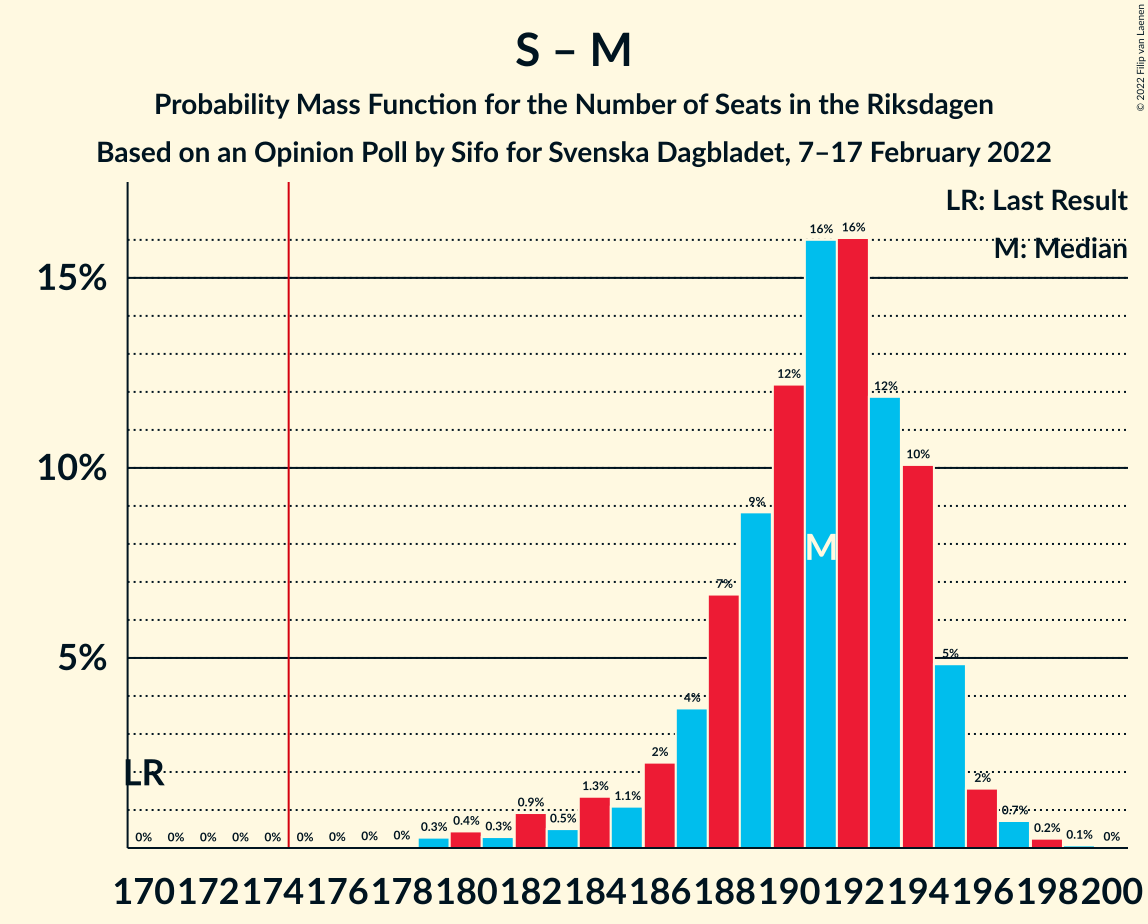 S – M
Probability Mass Function for the Number of Seats in the Riksdagen
Based on an Opinion Poll by Sifo for Svenska Dagbladet, 7–17 February 2022
© 2022 Filip van Laenen
LR: Last Result
M: Median
15%
10%
5%
LR
M
0% 0% 0% 0% 0% 0% 0% 0% 0% 0.3% 0.4% 0.3% 0.9% 0.5% 1.3% 1.1% 2% 4% 7% 9% 12% 16% 16% 12% 10% 5% 2% 0.7% 0.2% 0.1% 0%
170 172 174 176 178 180 182 184 186 188 190 192 194 196 198 200